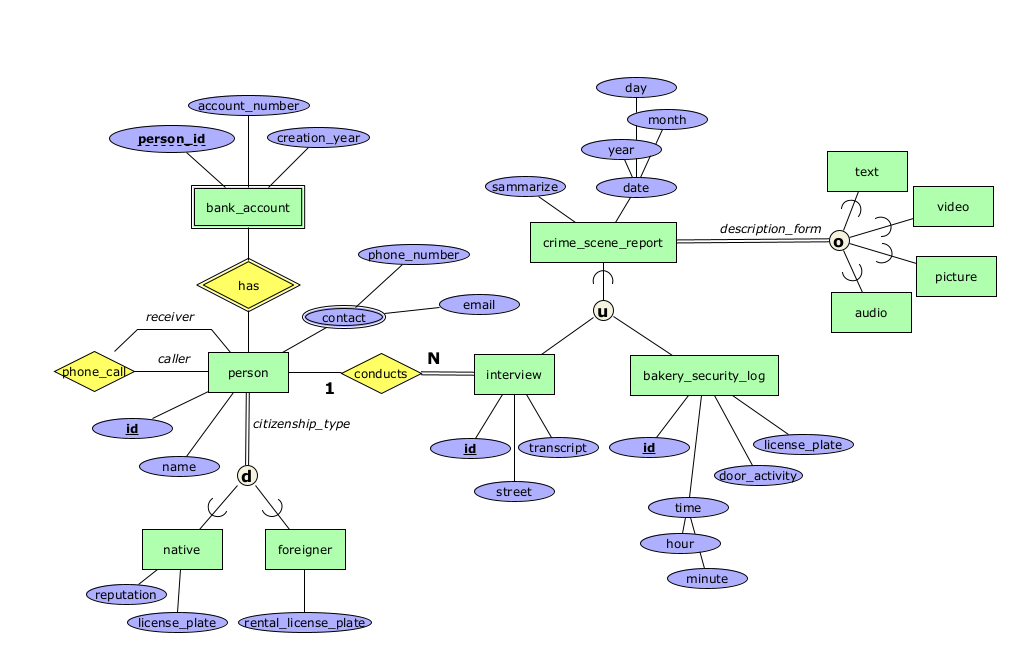 day
account_number
month
person_id
creation_year
year
text
sammarize
date
video
bank_account
description_form
o
crime_scene_report
phone_number
has
picture
email
receiver
contact
u
audio
caller
N
phone_call
person
conducts
interview
bakery_security_log
1
id
citizenship_type
id
transcript
id
license_plate
name
d
door_activity
street
time
native
foreigner
hour
minute
reputation
license_plate
rental_license_plate